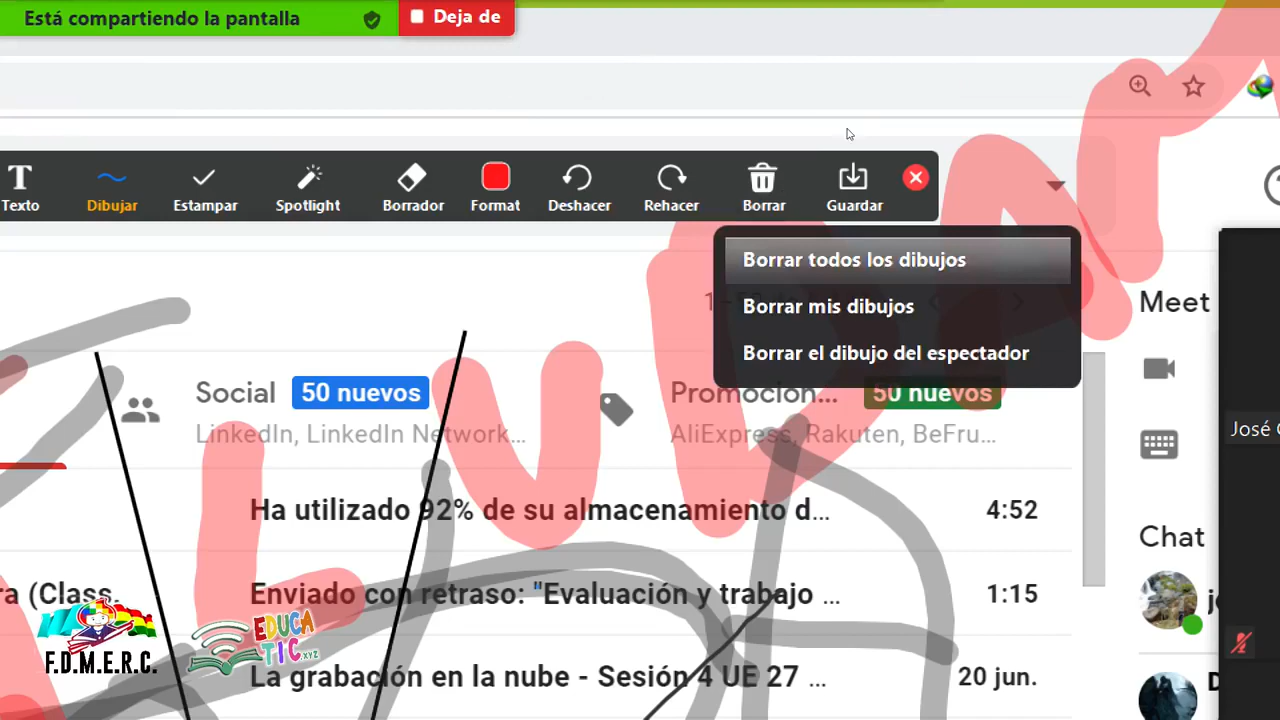 Está compartiendo la pantalla
Deja de
Texto
Dibujar
Estampar
Spotlight
Borrador
Format
Deshacer
Rehacer
Borrar
Guardar
Borrar todos los dibujos
Borrar mis dibujos
Borrar el dibujo del espectador
Meet
Social
50 nuevos
Promocion...
50 nuevos
LinkedIn, LinkedIn Network...
AliExpress, Rakuten, BeFru...
José
Ha utilizado 92% de su almacenamiento d...
4:52
Chat
ra (Class.
Enviado con retraso: "Evaluación y trabajo ...
1:15
F.D.M.E.R.C.
EDUCA
TIC.xyz
La grabación en la nube - Sesión 4 UE 27 ...
20 jun.